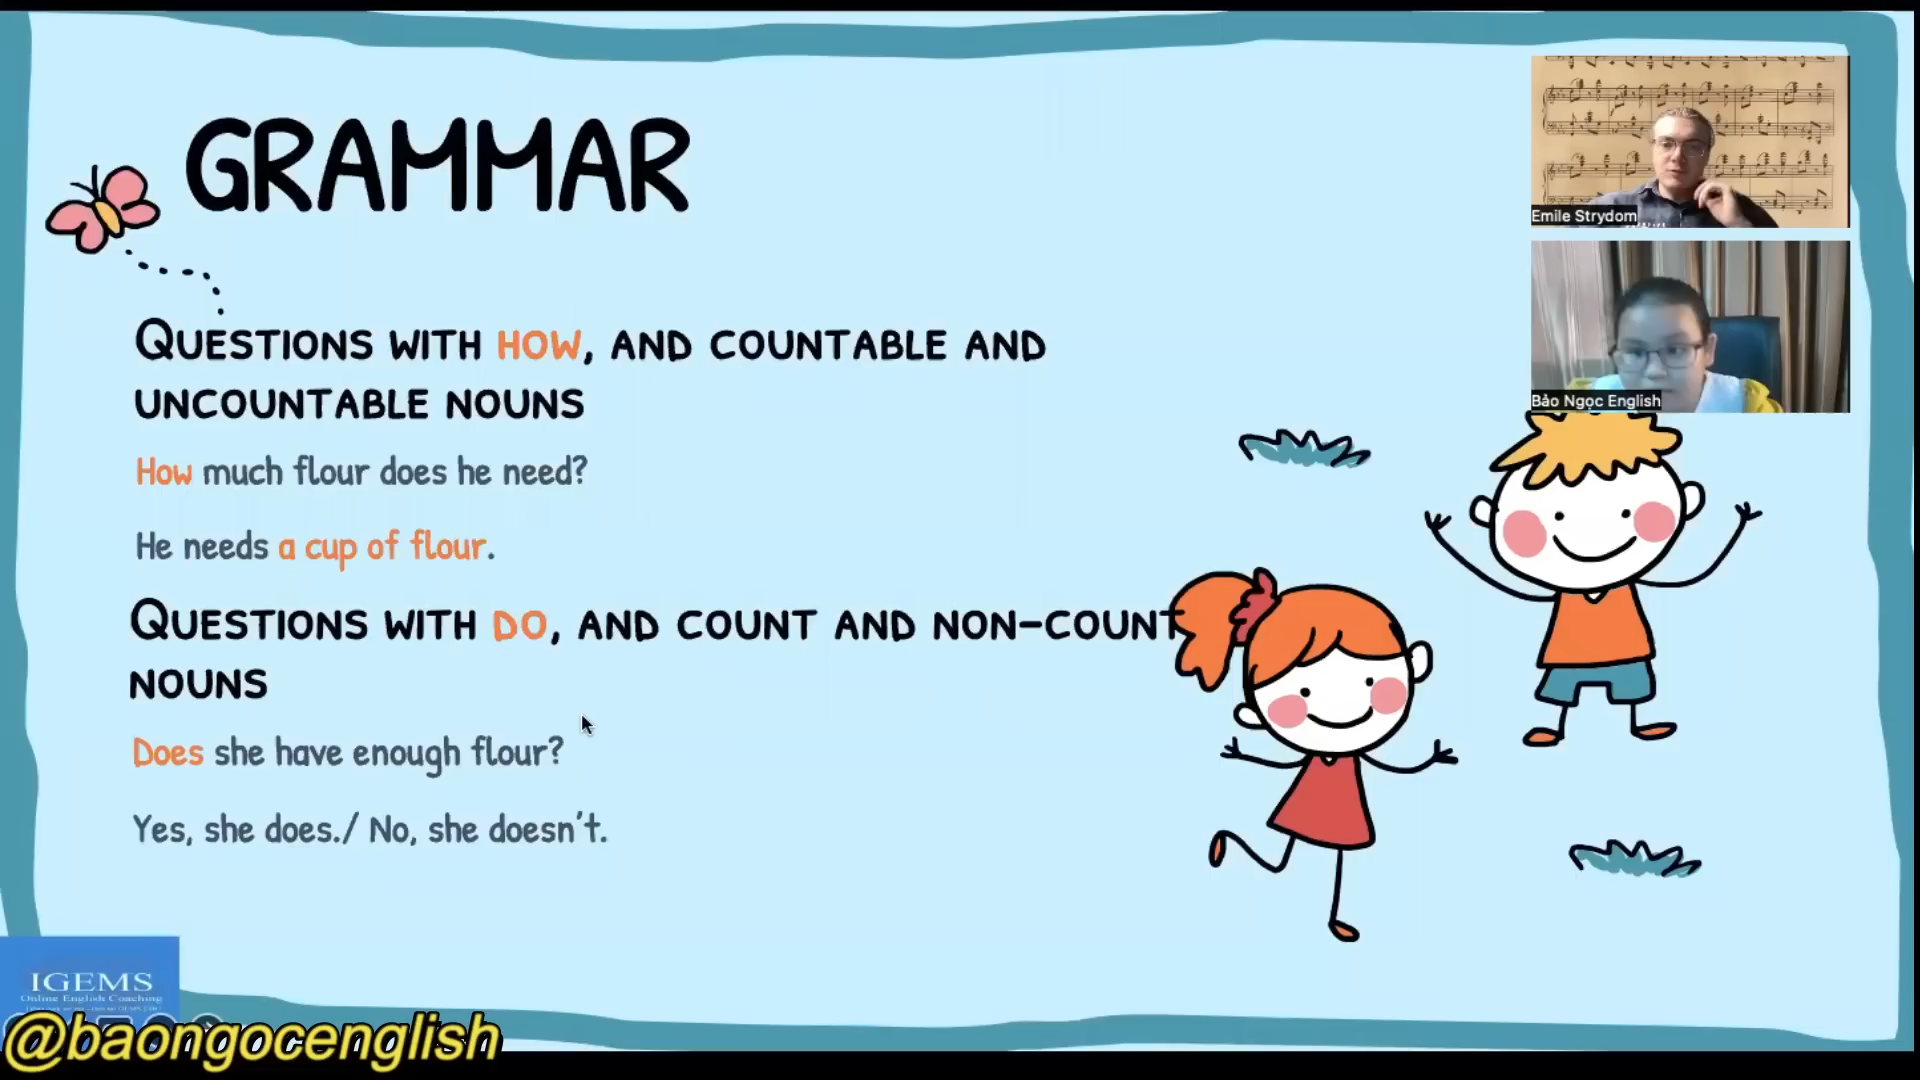 GRAMMAR
QUESTIONS WITH HOW, AND COUNTABLE AND
UNCOUNTABLE NOUNS
How much flour does he need?
He needs a cup of flour.
QUESTIONS WITH DO, AND COUNT AND NON-COUNT
NOUNS
Does she have enough flour?
Yes, she does./ No, she doesn't.
Emile Strydom
Bảo Ngọc English
IGEMS
Online English Coaching
@baongocenglish